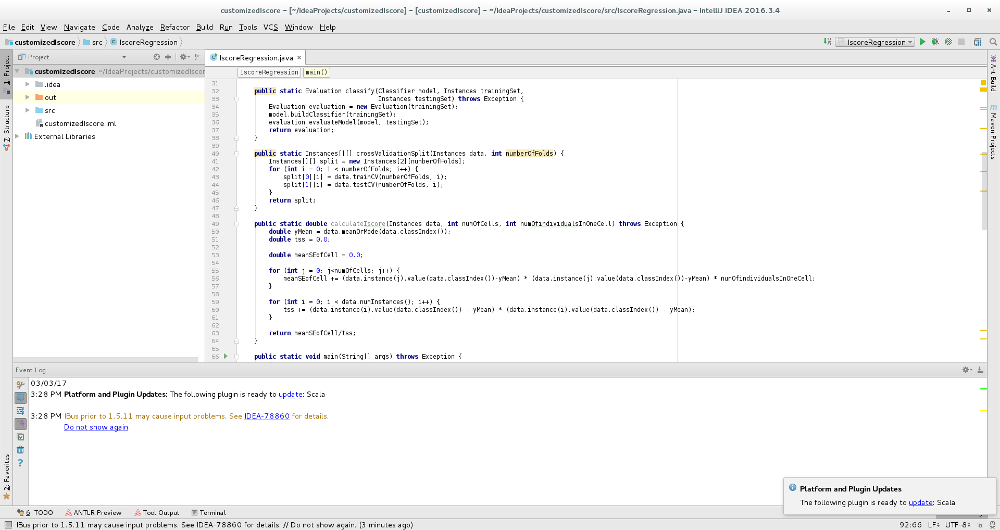 customizedIscore – [~/IdeaProjects/customizedIscore] – [customizedIscore] – ~/IdeaProjects/customizedIscore/src/IscoreRegression.java – IntelliJ IDEA 2016.3.4
File Edit View Navigate Code Analyze Refactor Build Run Tools VCS Window Help
customizedIscore src IscoreRegression
IscoreRegression
1: Project
7: Structure
2: Favorites
Project
customizedIscore ~/IdeaProjects/customizedIscor
.idea
out
src
customizedIscore.iml
External Libraries
IscoreRegression.java ×
IscoreRegression main()
31
32 public static Evaluation classify(Classifier model, Instances trainingSet,
33 Instances testingSet) throws Exception {
34 Evaluation evaluation = new Evaluation(trainingSet);
35 model.buildClassifier(trainingSet);
36 evaluation.evaluateModel(model, testingSet);
37 return evaluation;
38 }
39
40 public static Instances[][] crossValidationSplit(Instances data, int numberOfFolds) {
41 Instances[][] split = new Instances[2][numberOfFolds];
42 for (int i = 0; i < numberOfFolds; i++) {
43 split[0][i] = data.trainCV(numberOfFolds, i);
44 split[1][i] = data.testCV(numberOfFolds, i);
45 }
46 return split;
47 }
48
49 public static double calculateIscore(Instances data, int numOfCells, int numOfindividualsInOneCell) throws Exception {
50 double yMean = data.meanOrMode(data.classIndex());
51 double tss = 0.0;
52
53 double meanSEofCell = 0.0;
54
55 for (int j = 0; j<numOfCells; j++) {
56 meanSEofCell += (data.instance(j).value(data.classIndex())-yMean) * (data.instance(j).value(data.classIndex())-yMean) * numOfindividualsInOneCell;
57 }
58
59 for (int i = 0; i < data.numInstances(); i++) {
60 tss += (data.instance(i).value(data.classIndex()) - yMean) * (data.instance(i).value(data.classIndex()) - yMean);
61 }
62
63 return meanSEofCell/tss;
64 }
65
66 public static void main(String[] args) throws Exception {
Ant Build
m Maven Projects
Event Log
03/03/17
3:28 PM Platform and Plugin Updates: The following plugin is ready to update: Scala
3:28 PM IBus prior to 1.5.11 may cause input problems. See IDEA-78860 for details.
Do not show again.
Platform and Plugin Updates
The following plugin is ready to update: Scala
6: TODO ANTLR Preview Tool Output Terminal
IBus prior to 1.5.11 may cause input problems. See IDEA-78860 for details. // Do not show again. (3 minutes ago) 92:66 LF UTF-8